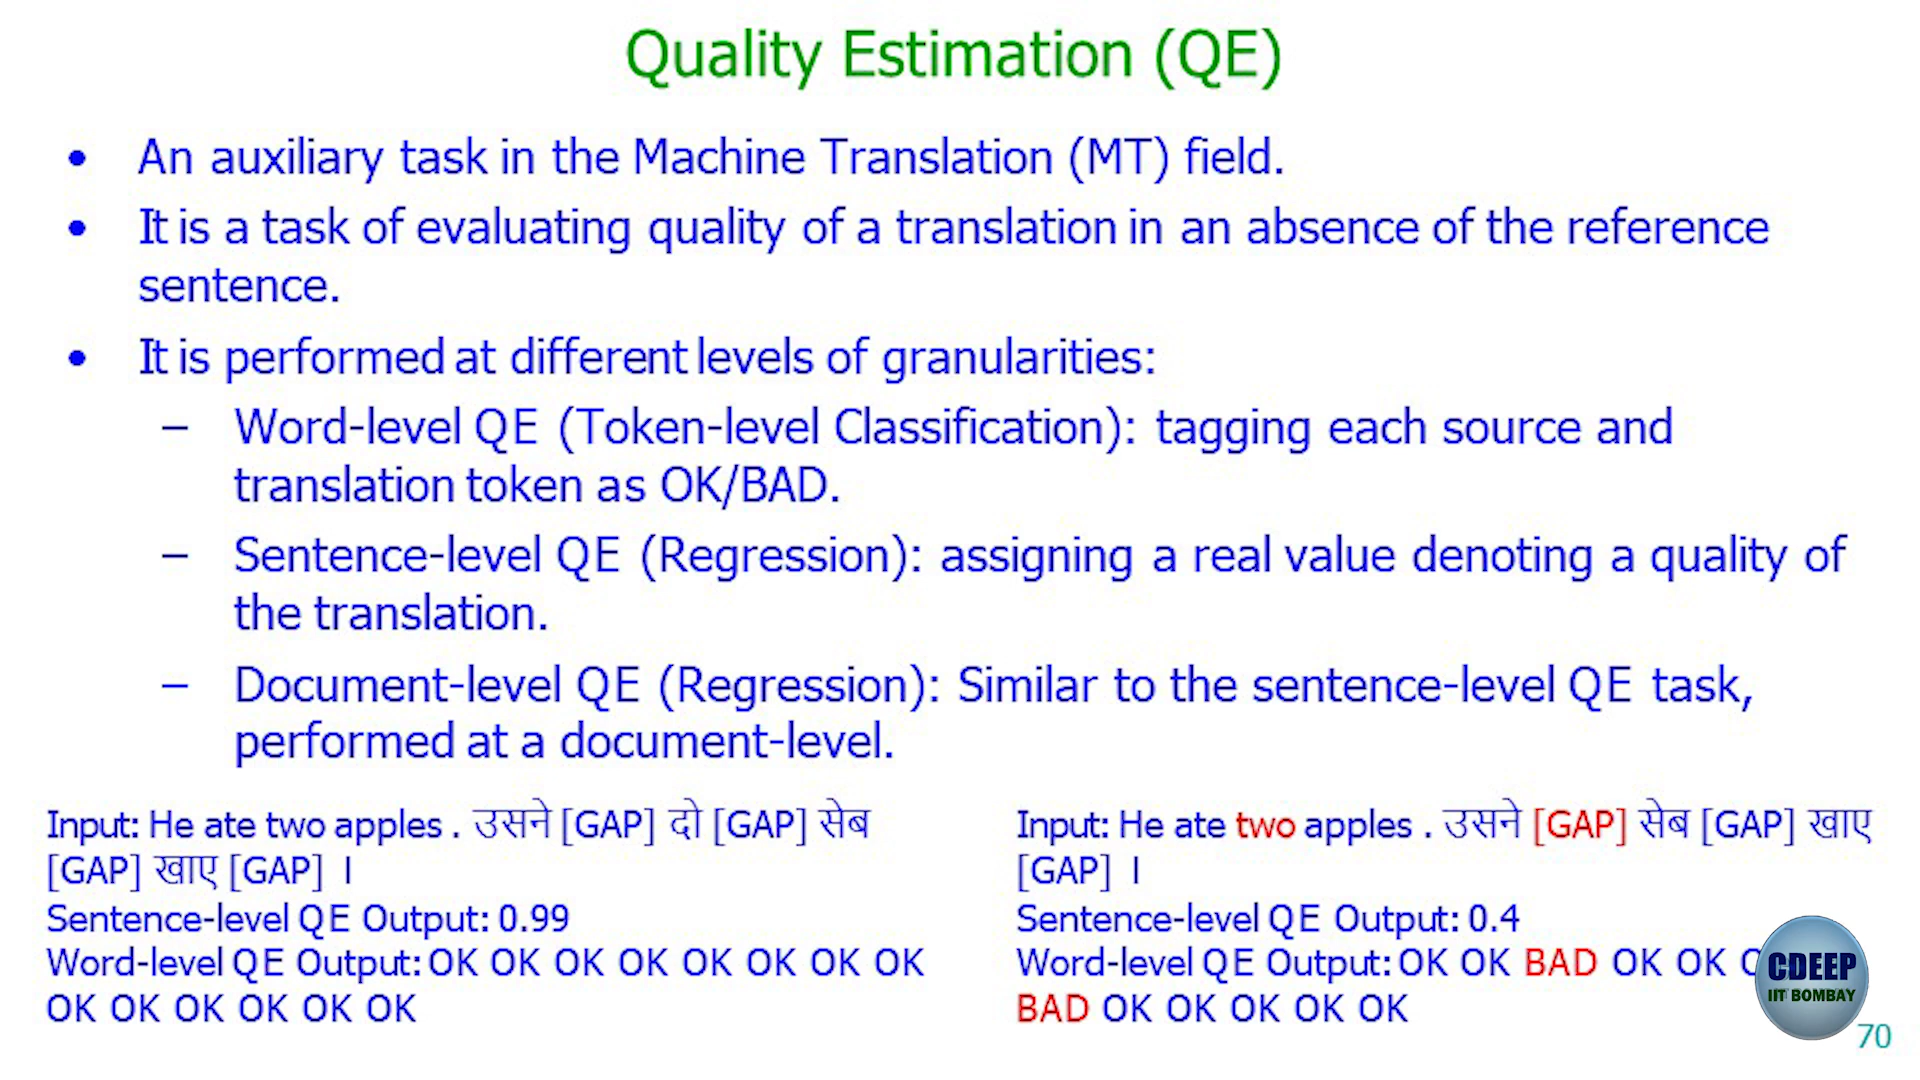 Quality Estimation (QE)
• An auxiliary task in the Machine Translation (MT) field.
• It is a task of evaluating quality of a translation in an absence of the reference
sentence.
• It is performed at different levels of granularities:
– Word-level QE (Token-level Classification): tagging each source and
translation token as OK/BAD.
– Sentence-level QE (Regression): assigning a real value denoting a quality of
the translation.
– Document-level QE (Regression): Similar to the sentence-level QE task,
performed at a document-level.
Input: He ate two apples . उसने [GAP] दो [GAP] सेब
[GAP] खाए [GAP] ।
Sentence-level QE Output: 0.99
Word-level QE Output: OK OK OK OK OK OK OK OK
OK OK OK OK OK OK
Input: He ate two apples . उसने [GAP] सेब [GAP] खाए
[GAP] ।
Sentence-level QE Output: 0.4
Word-level QE Output: OK OK BAD OK OK
BAD OK OK OK OK OK
CDEEP
IIT BOMBAY
70